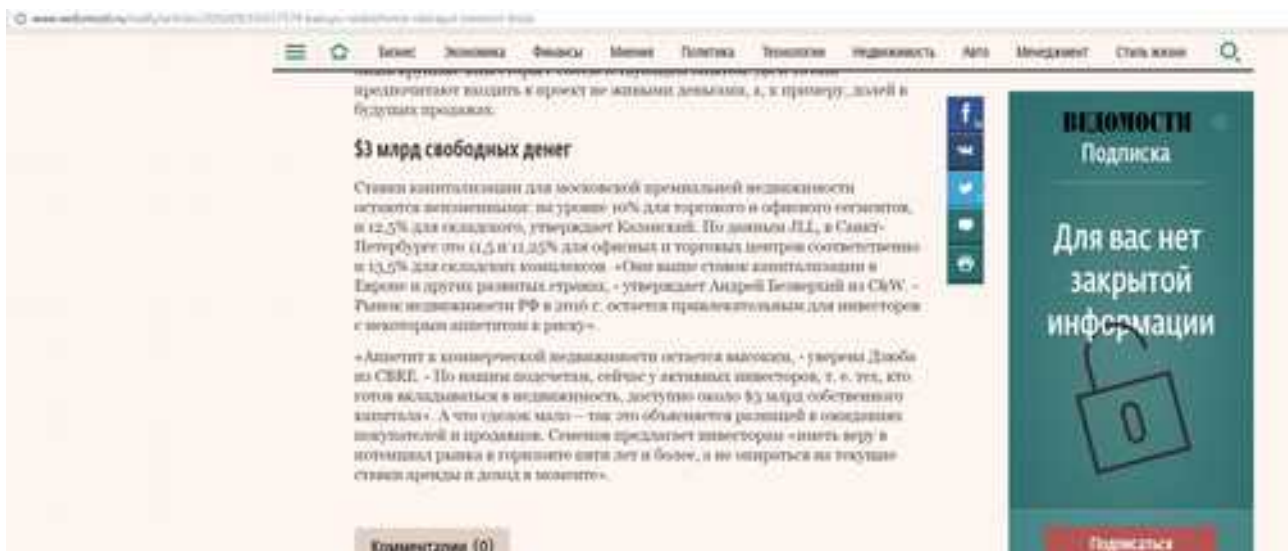 Бизнес Экономика Финансы Мнения Политика Технологии Недвижимость Авто Менеджмент Стиль жизни
предпочитают входить в проект не живыми деньгами, а, к примеру, долей в
будущих продажах.
$3 млрд свободных денег
Ставки капитализации для московской премиальной недвижимости
остаются неизменными: на уровне 10% для торгового и офисного сегментов,
и 12,5% для складского, утверждает Казанский. По данным JLL, в Санкт-
Петербурге это 11,5 и 11,25% для офисных и торговых центров соответственно
и 13,5% для складских комплексов. «Они выше ставок капитализации в
Европе и других развитых странах, - утверждает Андрей Безверхий из C&W. -
Рынок недвижимости РФ в 2016 г. остается привлекательным для инвесторов
с некоторым аппетитом к риску».
«Аппетит к коммерческой недвижимости остается высоким, - уверена Дзюба
из CBRE. - По нашим подсчетам, сейчас у активных инвесторов, т. е. тех, кто
готов вкладываться в недвижимость, доступно около $3 млрд собственного
капитала». А что сделок мало – так это объясняется разницей в ожиданиях
покупателей и продавцов. Семенов предлагает инвесторам «иметь веру в
потенциал рынка в горизонте пяти лет и более, а не опираться на текущие
ставки аренды и доход в моменте».
Комментарии (0)
ВЕДОМОСТИ
Подписка
Для вас нет
закрытой
информации
Подписаться